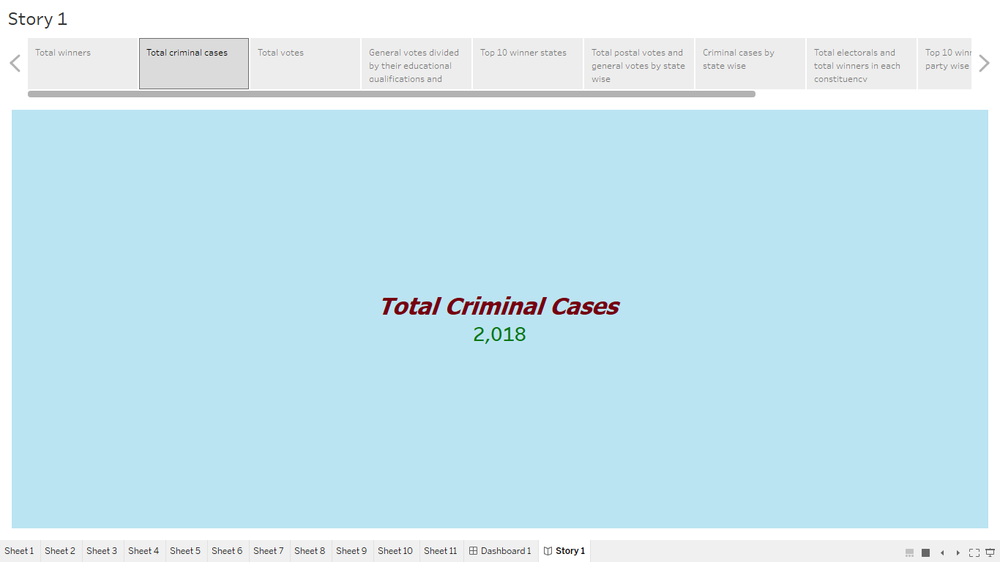 Story 1
Total winners
Total criminal cases
Total votes
General votes divided
by their educational
qualifications and
Top 10 winner states
Total postal votes and
general votes by state
wise
Criminal cases by
state wise
Total electorals and
total winners in each
constituency
Top 10
party wise
Total Criminal Cases
2,018
Sheet 1 Sheet 2 Sheet 3 Sheet 4 Sheet 5 Sheet 6 Sheet 7 Sheet 8 Sheet 9 Sheet 10 Sheet 11 Dashboard 1 Story 1